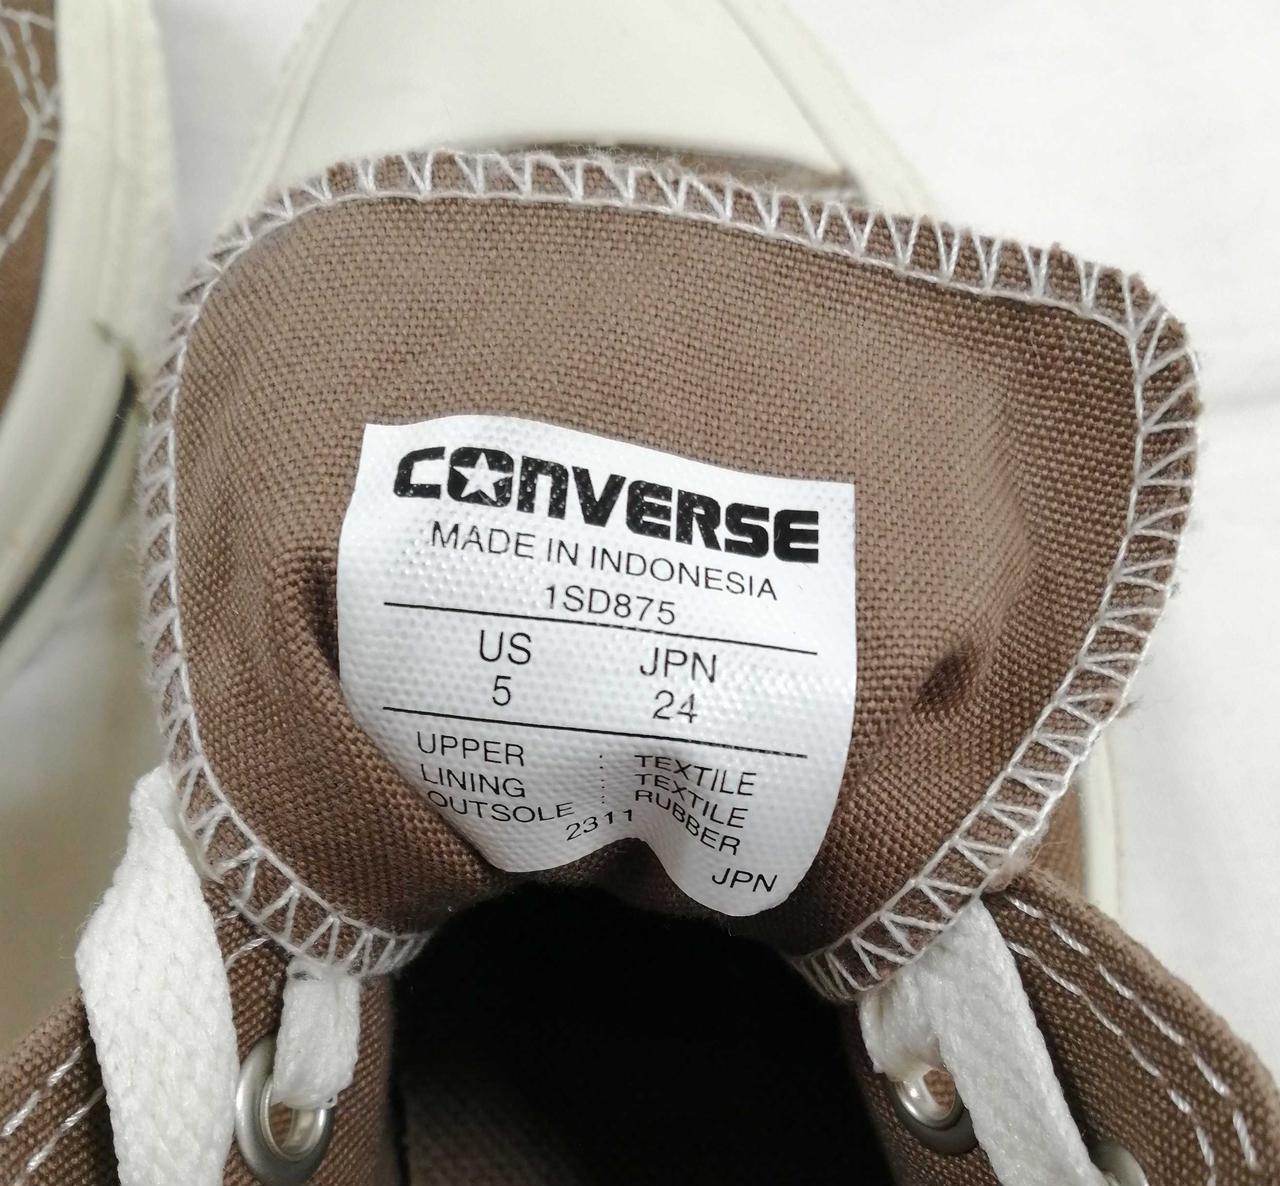 CONVERSE
MADE IN INDONESIA
1SD875
US JPN
5 24
UPPER : TEXTILE
LINING : TEXTILE
OUTSOLE : RUBBER
2311
JPN